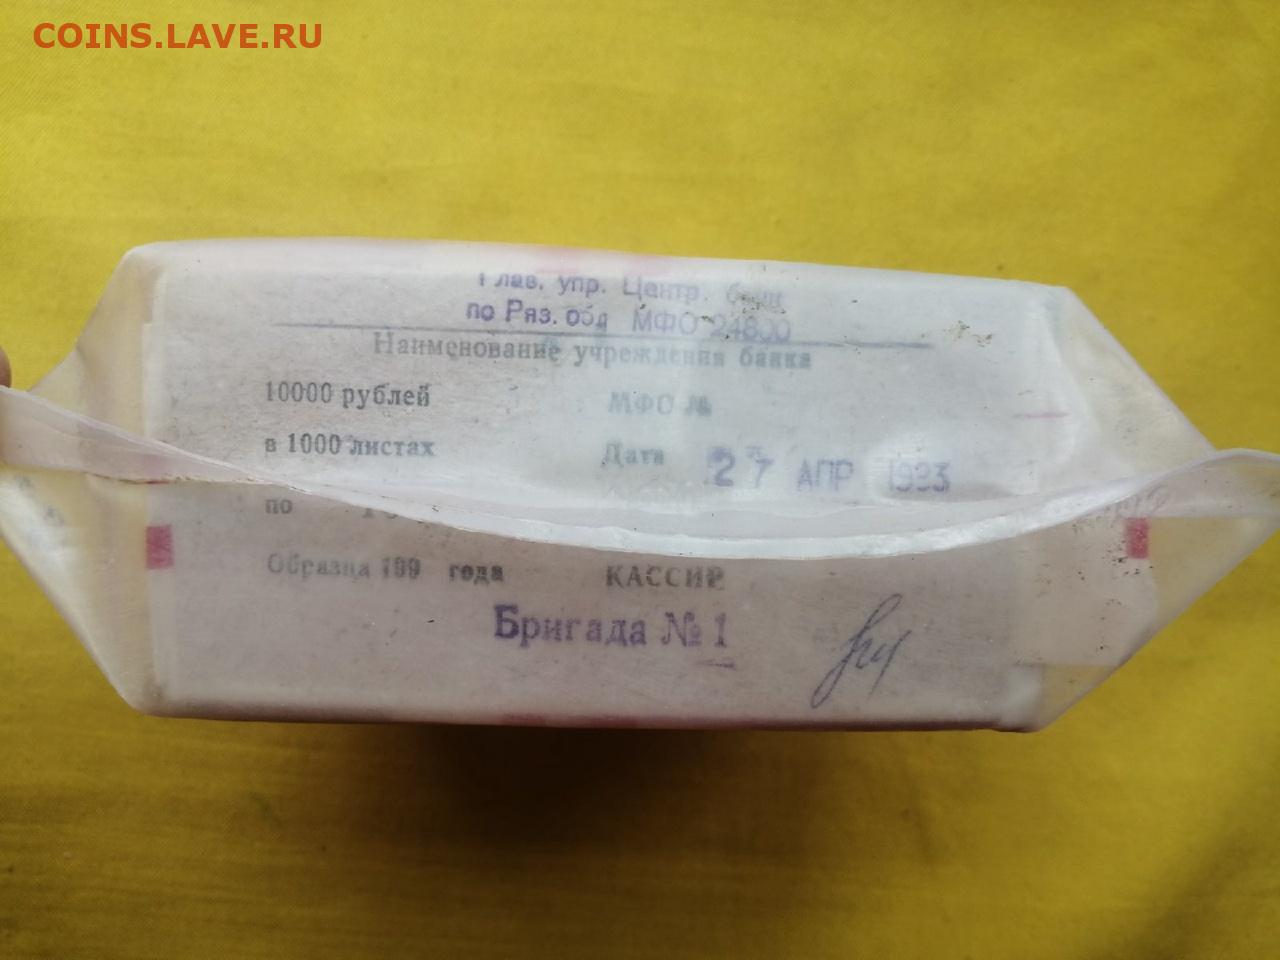 COINS.LAVE.RU
Глав. упр. Центр. банк
по Ряз. обл МФО 24800
Наименование учреждения банка
10000 рублей МФО №
в 1000 листах Дата 27 АПР 1993
по
Образца 199 года КАССИР
Бригада № 1